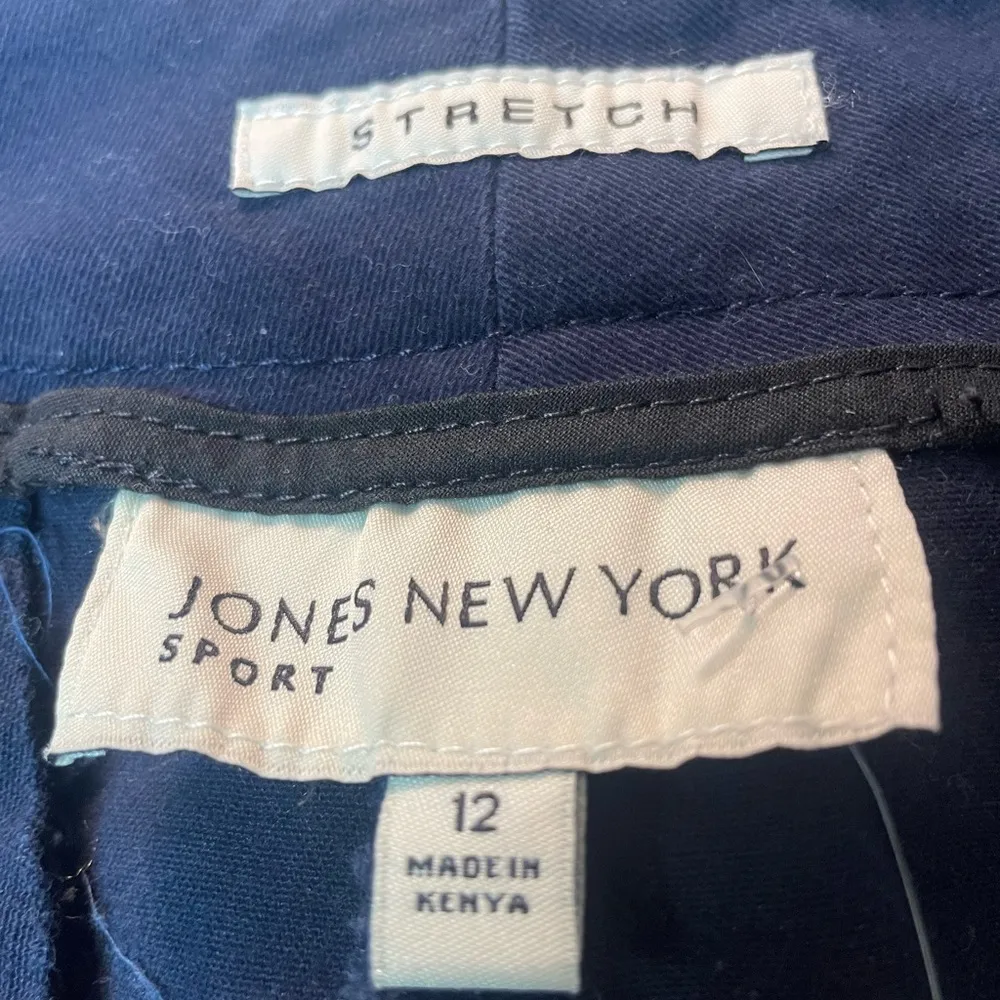 STRETCH
JONES NEW YORK
SPORT
12
MADE IN
KENYA